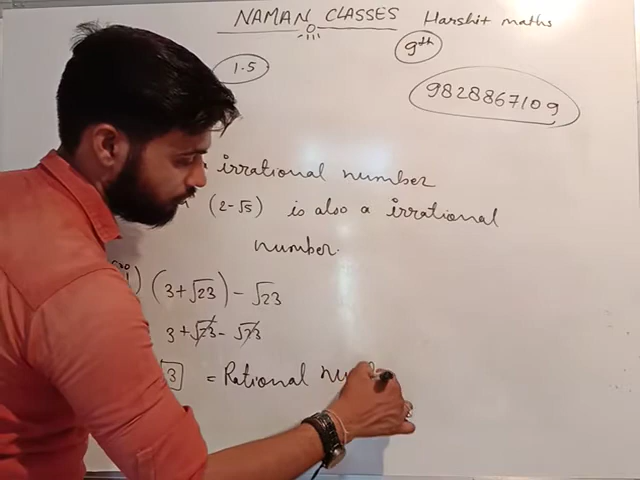 NAMAN CLASSES Harshit maths
9th
1.5
9828867109
irrational number
(2-√5) is also a irrational
number.
(3+√23) - √23
3+√23 - √23
3 = Rational nu